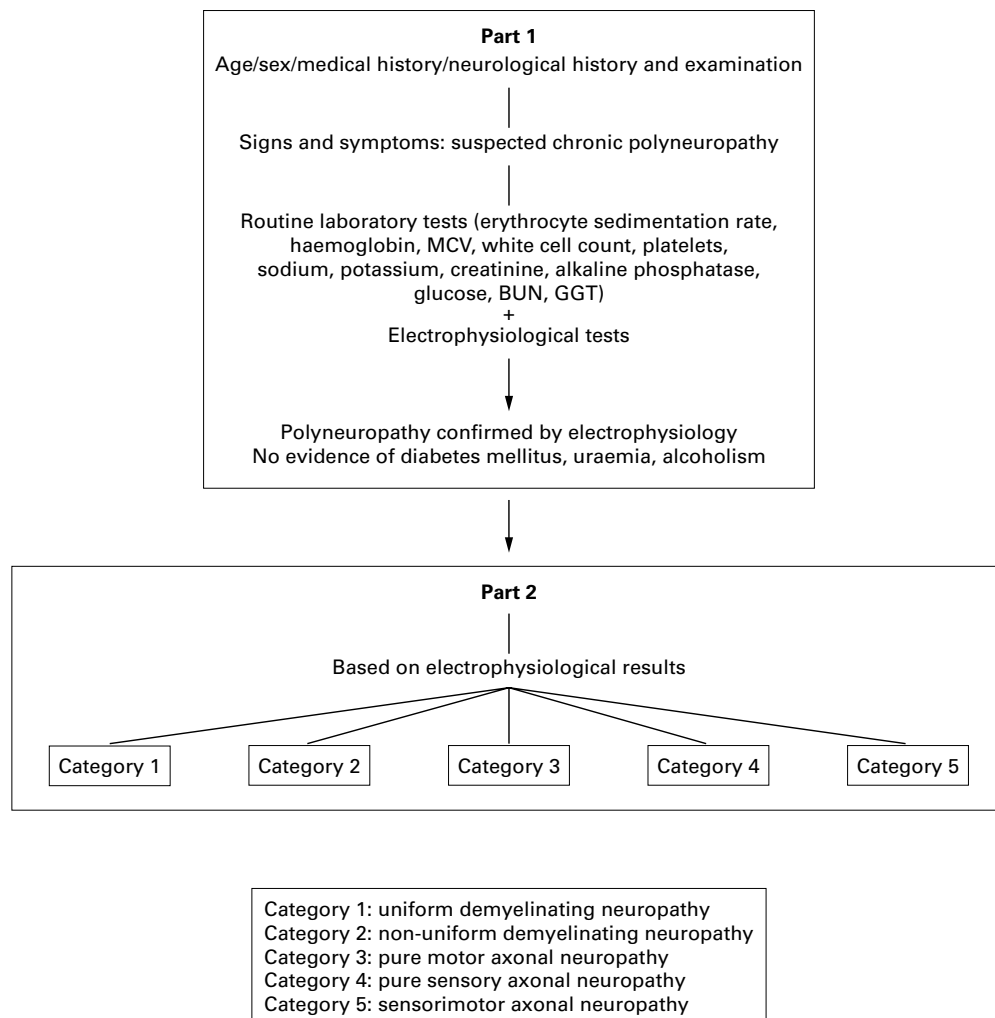 Part 1
Age/sex/medical history/neurological history and examination
Signs and symptoms: suspected chronic polyneuropathy
Routine laboratory tests (erythrocyte sedimentation rate,
haemoglobin, MCV, white cell count, platelets,
sodium, potassium, creatinine, alkaline phosphatase,
glucose, BUN, GGT)
+
Electrophysiological tests
Polyneuropathy confirmed by electrophysiology
No evidence of diabetes mellitus, uraemia, alcoholism
Part 2
Based on electrophysiological results
Category 1
Category 2
Category 3
Category 4
Category 5
Category 1: uniform demyelinating neuropathy
Category 2: non-uniform demyelinating neuropathy
Category 3: pure motor axonal neuropathy
Category 4: pure sensory axonal neuropathy
Category 5: sensorimotor axonal neuropathy